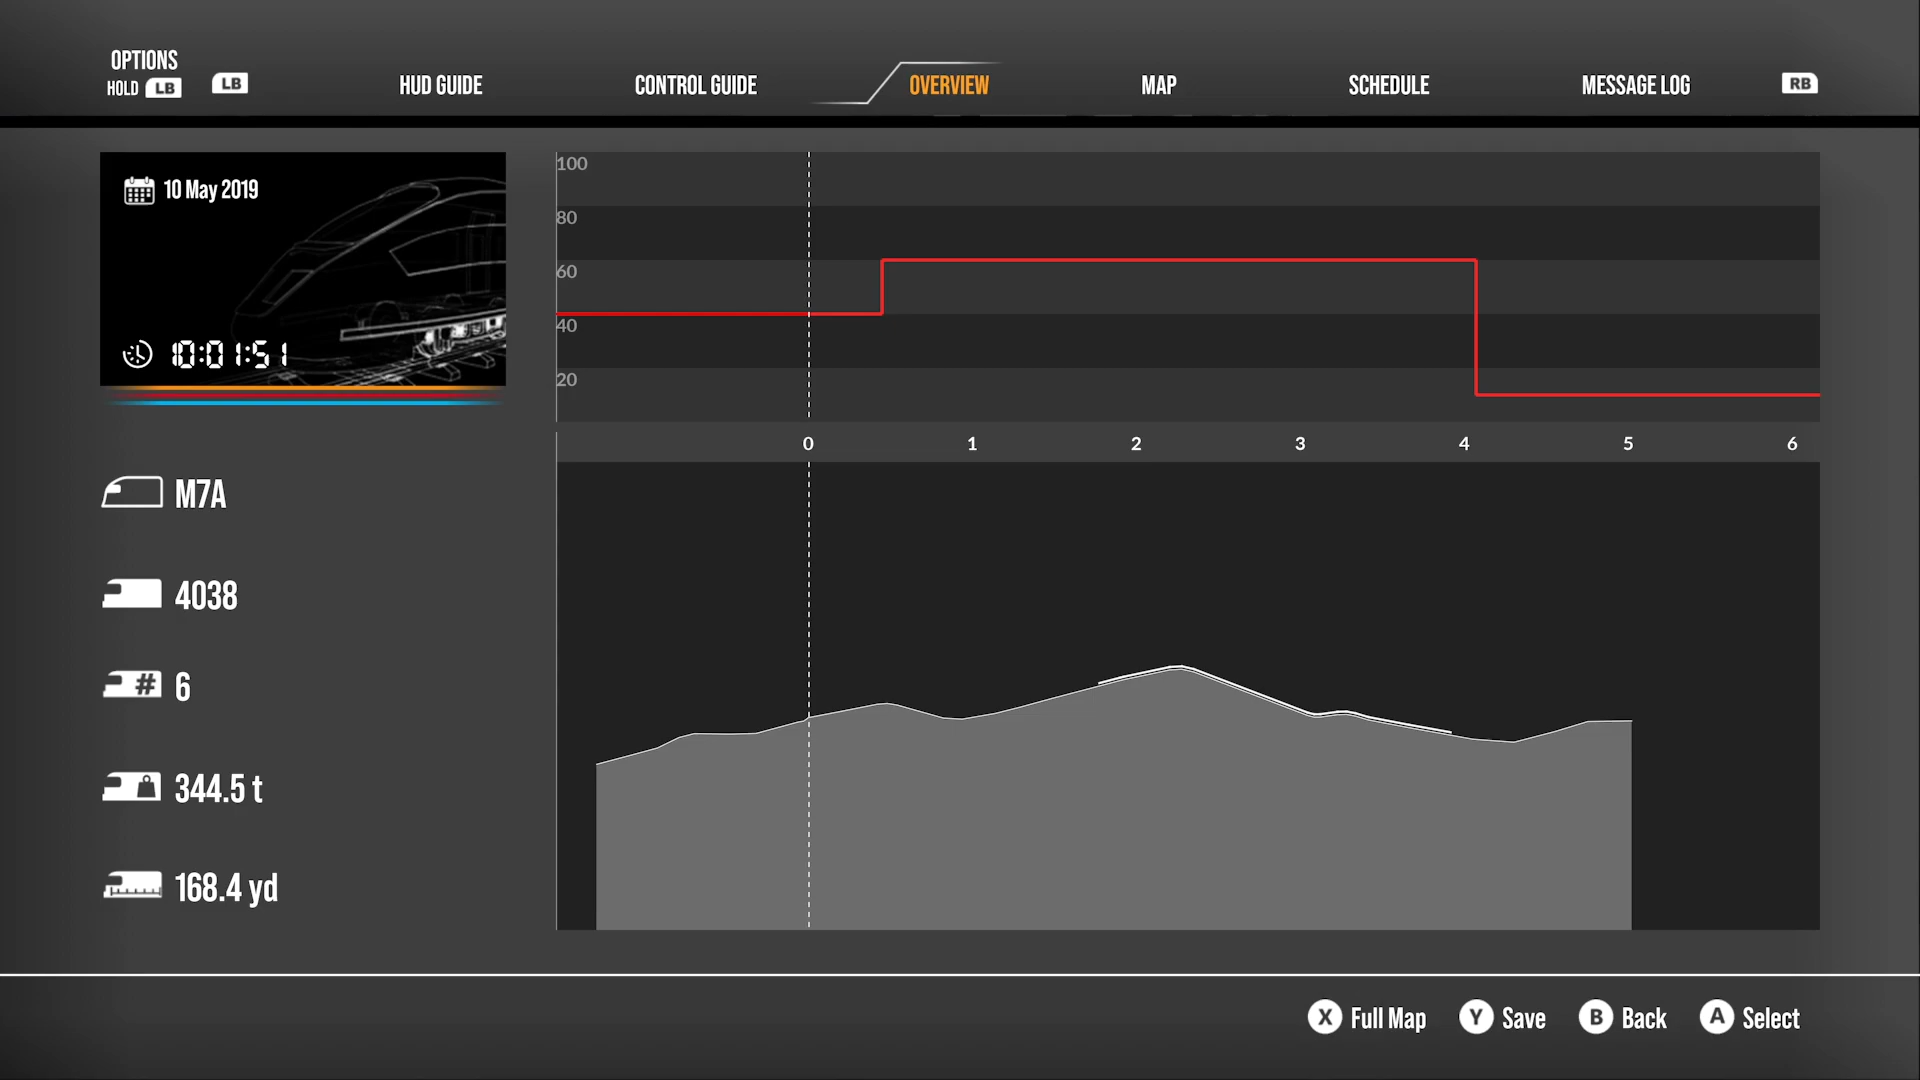 OPTIONS
HOLD LB
LB
HUD GUIDE
CONTROL GUIDE
OVERVIEW
MAP
SCHEDULE
MESSAGE LOG
RB
10 May 2019
10:01:51
M7A
4038
#
6
344.5 t
168.4 yd
100
80
60
40
20
0 1 2 3 4 5 6
X Full Map
Y Save
B Back
A Select